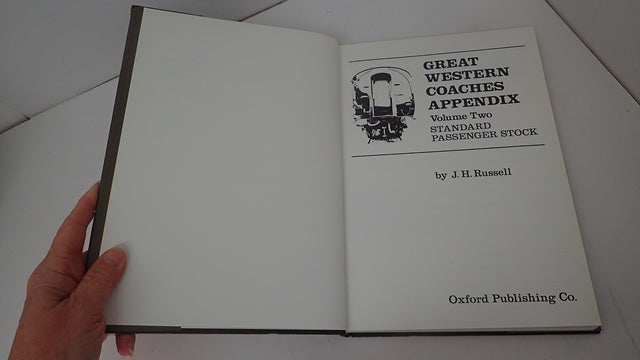 GREAT
WESTERN
COACHES
APPENDIX
Volume Two
STANDARD
PASSENGER STOCK
by J. H. Russell
Oxford Publishing Co.